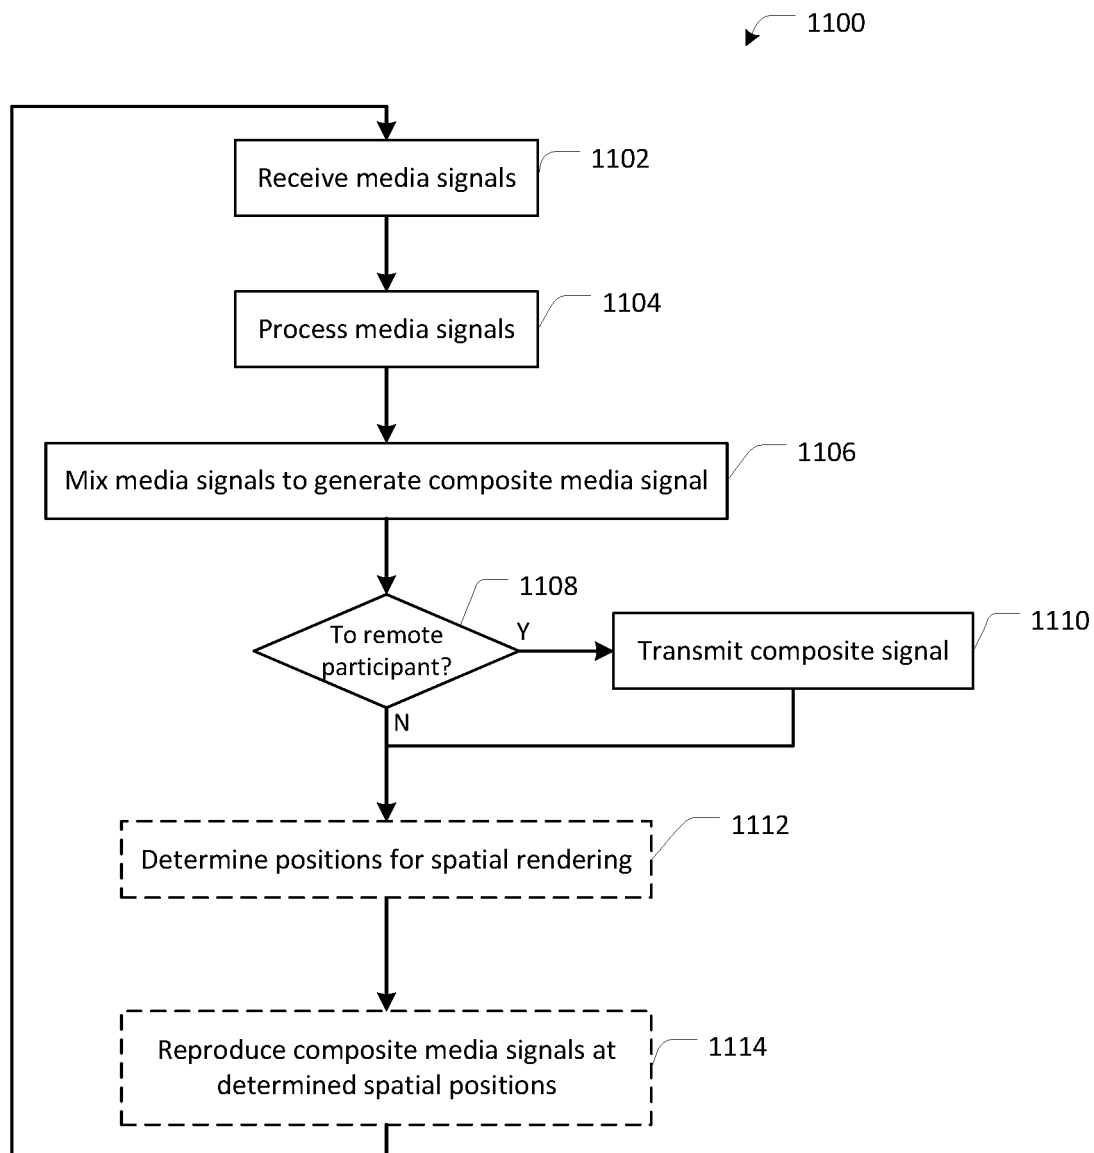 1100
Receive media signals
1102
Process media signals
1104
Mix media signals to generate composite media signal
1106
To remote
participant?
1108
Y
N
Transmit composite signal
1110
Determine positions for spatial rendering
1112
Reproduce composite media signals at
determined spatial positions
1114